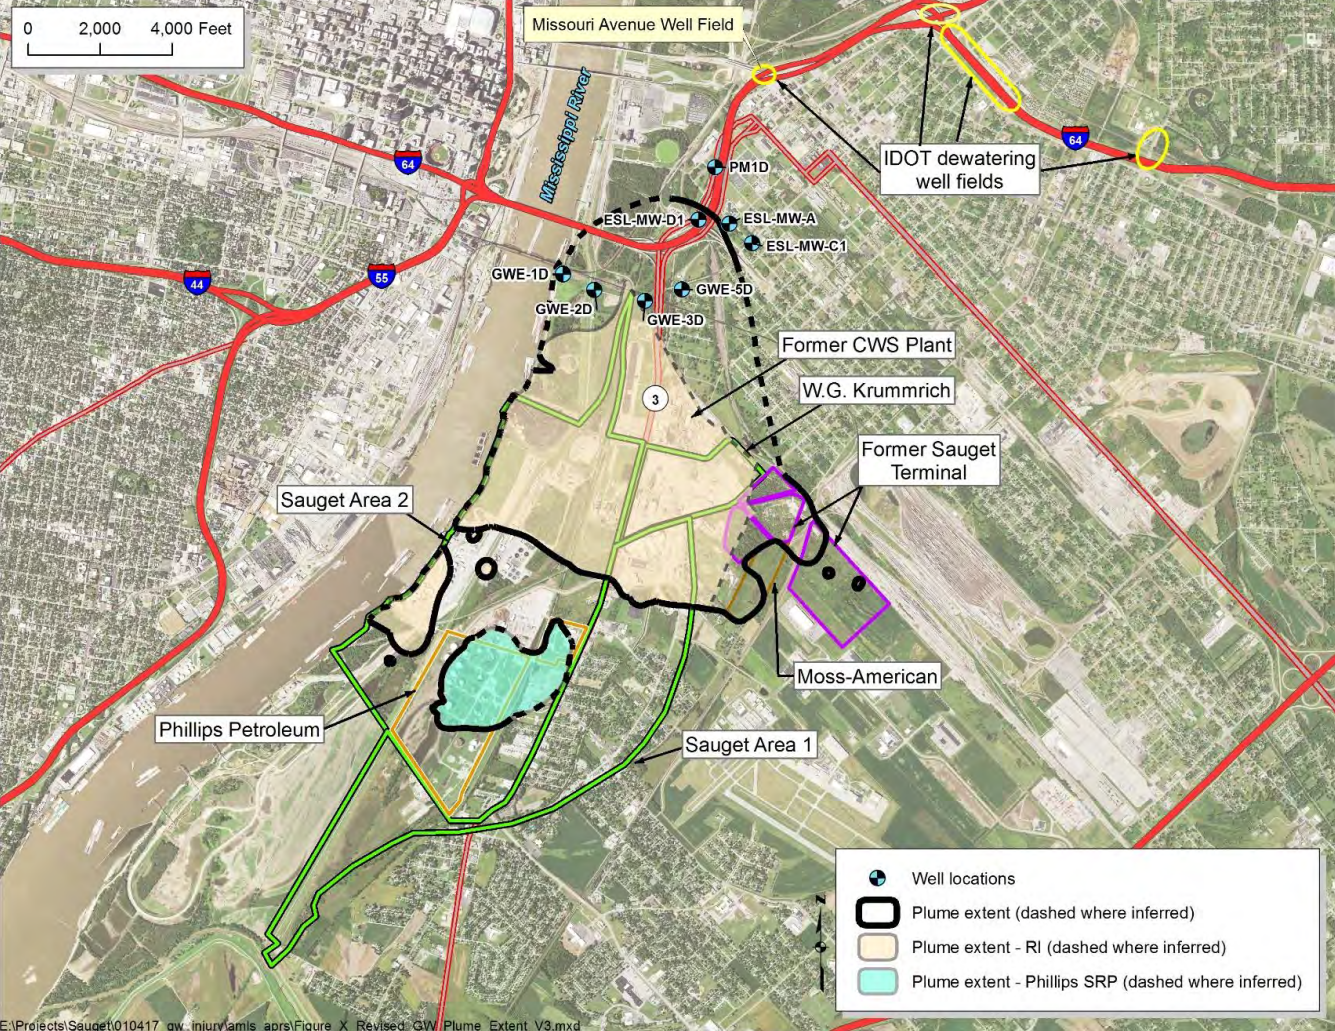 0 2,000 4,000 Feet
Missouri Avenue Well Field
Mississippi River
64
64
IDOT dewatering
well fields
PM1D
ESL-MW-D1
ESL-MW-A
ESL-MW-C1
44
55
GWE-1D
GWE-2D
GWE-5D
GWE-3D
Former CWS Plant
W.G. Krummrich
3
Former Sauget
Terminal
Sauget Area 2
Moss-American
Phillips Petroleum
Sauget Area 1
Well locations
Plume extent (dashed where inferred)
Plume extent - RI (dashed where inferred)
Plume extent - Phillips SRP (dashed where inferred)
E:\Projects\Sauget\010417_gw_injury\amis_aprs\Figure_X_Revised_GW_Plume_Extent_V3.mxd